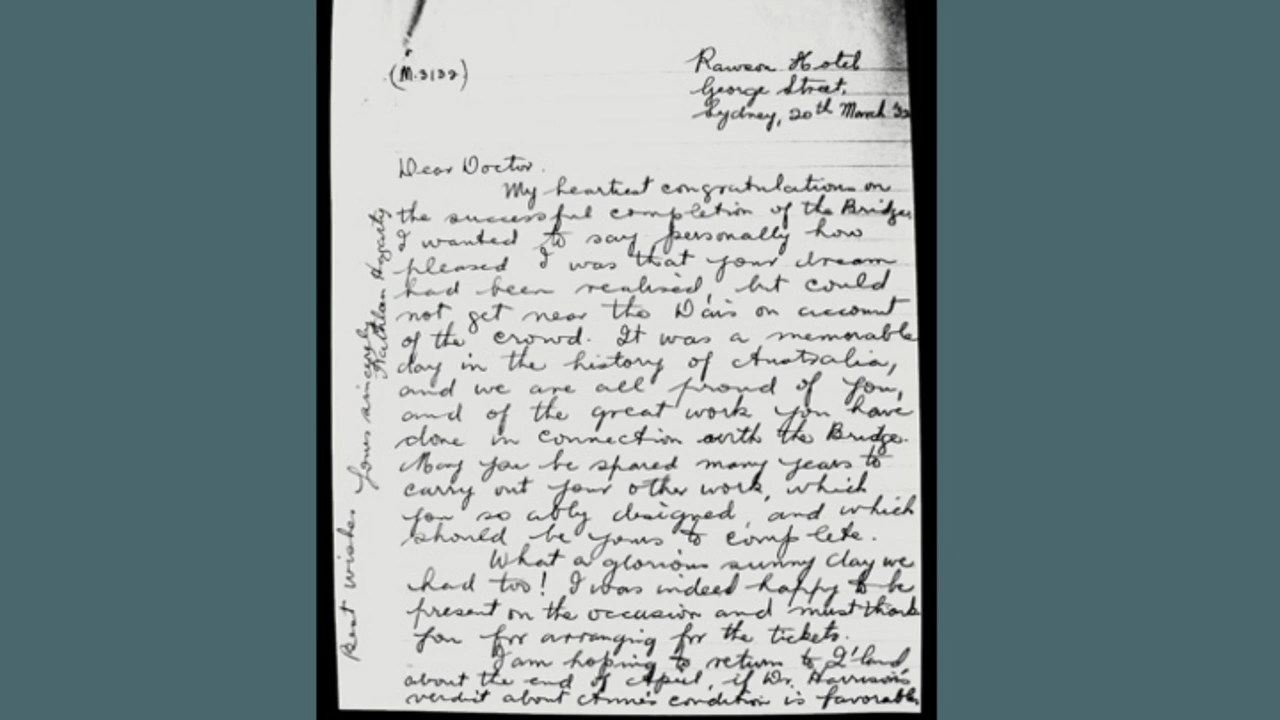 (M.3132)
Rawson Hotel
George Street,
Sydney, 20th March 32
Dear Doctor.
My heartiest congratulations on
the successful completion of the Bridge
I wanted to say personally how
pleased I was that your dream
had been realised, but could
not get near the Dais on account
of the crowd. It was a memorable
day in the history of Australia,
and we are all proud of you,
and of the great work you have
done in connection with the Bridge.
May you be spared many years to
carry out your other work, which
you so ably designed, and which
should be yours to complete.
What a glorious sunny day we
had too! I was indeed happy to be
present on the occasion and must thank
you for arranging for the tickets.
I am hoping to return to Q'land
about the end of April, if Dr. Harrison's
verdict about Anne's condition is favorable
Best wishes Yours sincerely
Kathleen Hogarty